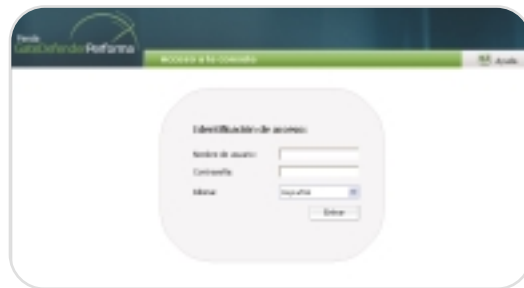 Panda
GateDefender Performa
Acceso a la consola
Ayuda
Identificación de acceso:
Nombre de usuario:
Contraseña:
Idioma:
Español
Entrar